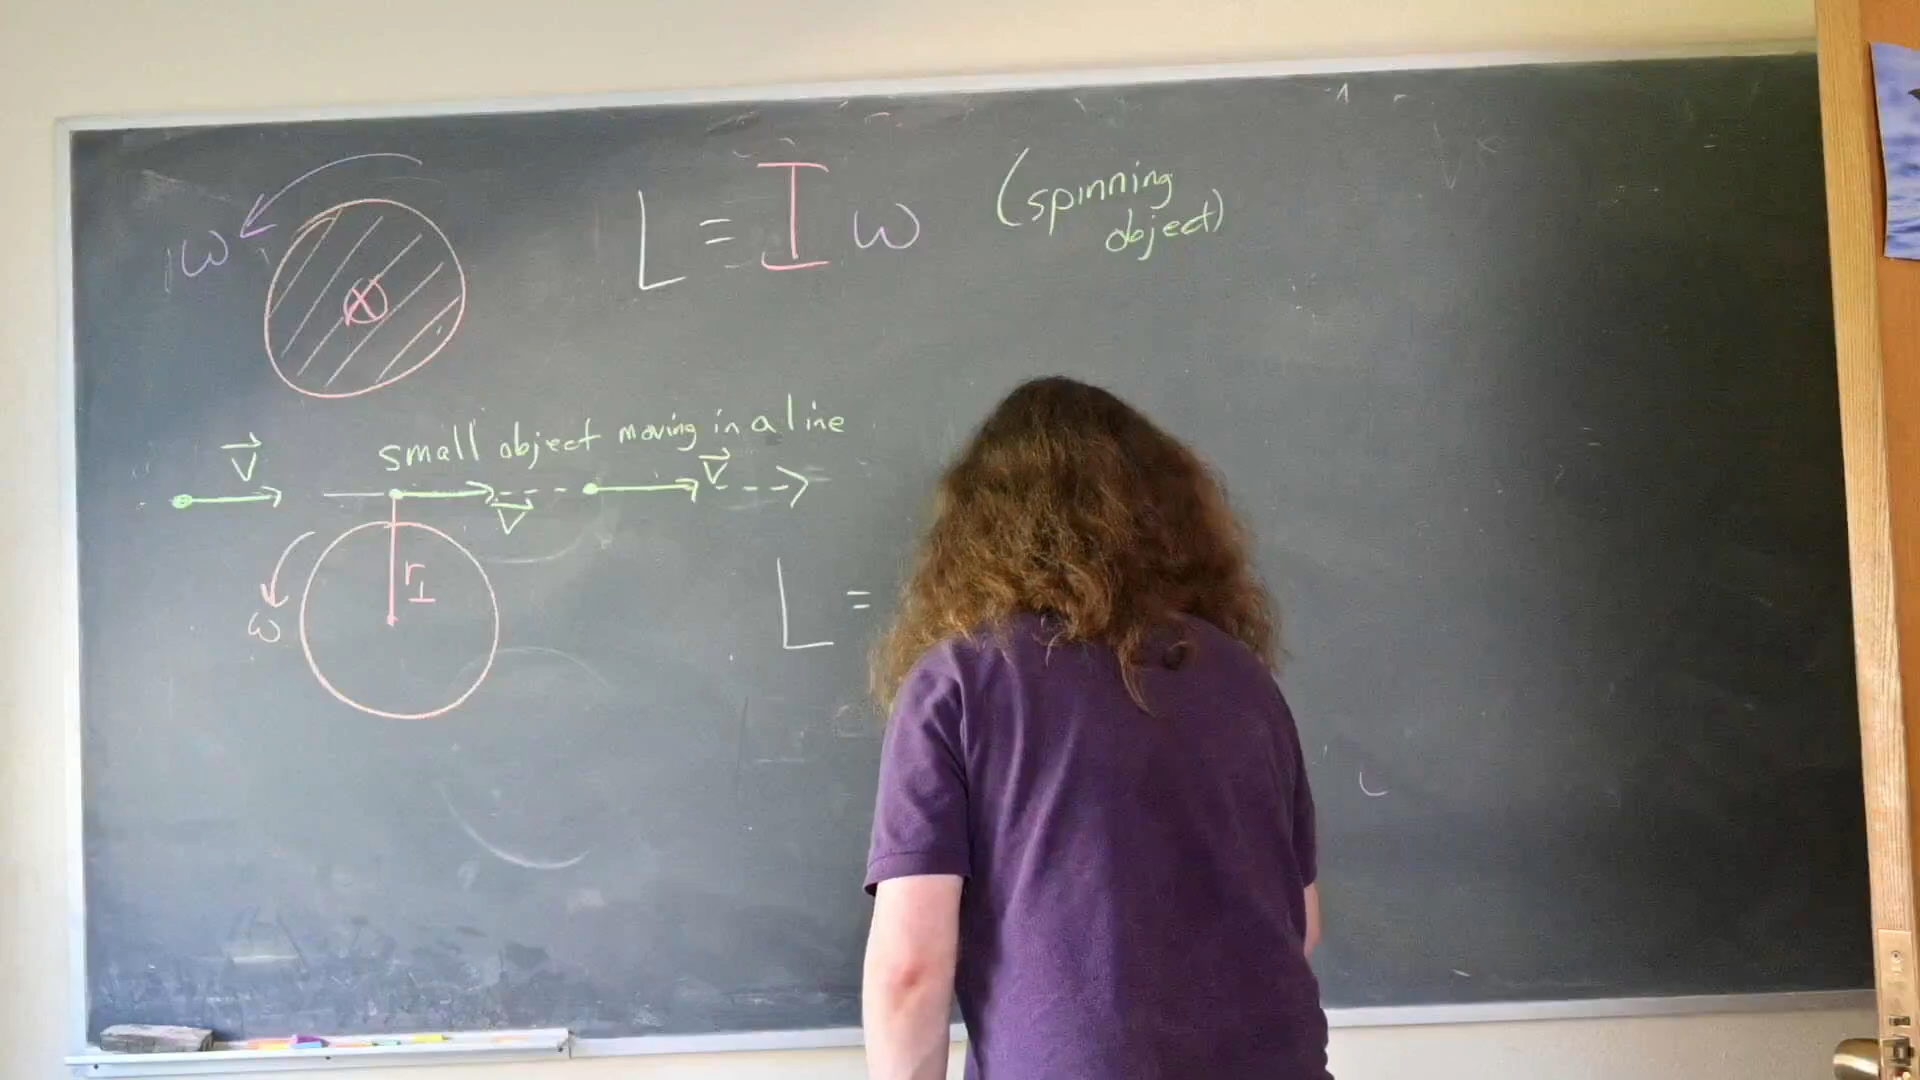 ω
L = I ω
(spinning
object)
small object moving in a line
v⃗
v⃗
v⃗
r⊥
ω
L =